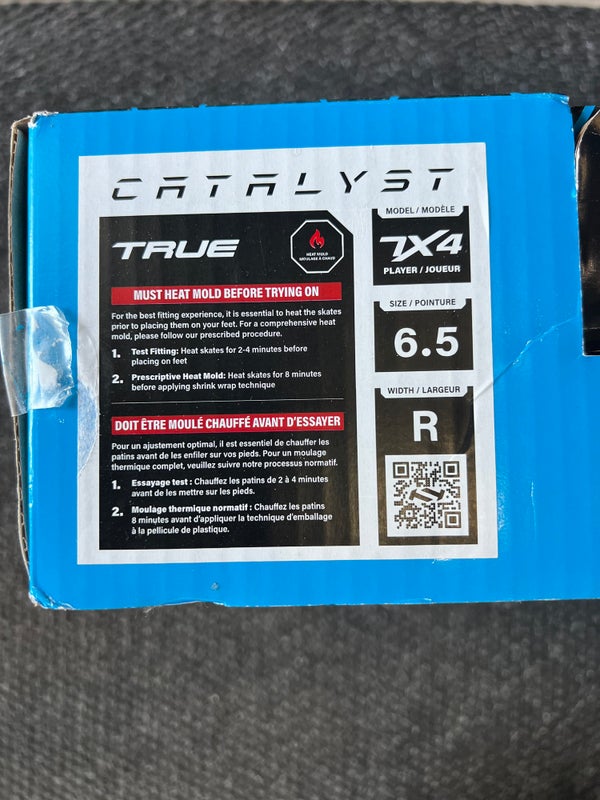 CATALYST
TRUE
HEAT MOLD
MOULAGE À CHAUD
MUST HEAT MOLD BEFORE TRYING ON
For the best fitting experience, it is essential to heat the skates
prior to placing them on your feet. For a comprehensive heat
mold, please follow our prescribed procedure.
1. Test Fitting: Heat skates for 2-4 minutes before
placing on feet
2. Prescriptive Heat Mold: Heat skates for 8 minutes
before applying shrink wrap technique
DOIT ÊTRE MOULÉ CHAUFFÉ AVANT D'ESSAYER
Pour un ajustement optimal, il est essentiel de chauffer les
patins avant de les enfiler sur vos pieds. Pour un moulage
thermique complet, veuillez suivre notre processus normatif.
1. Essayage test : Chauffez les patins de 2 à 4 minutes
avant de les mettre sur les pieds.
2. Moulage thermique normatif : Chauffez les patins
8 minutes avant d'appliquer la technique d'emballage
à la pellicule de plastique.
MODEL / MODÈLE
7X4
PLAYER / JOUEUR
SIZE / POINTURE
6.5
WIDTH / LARGEUR
R